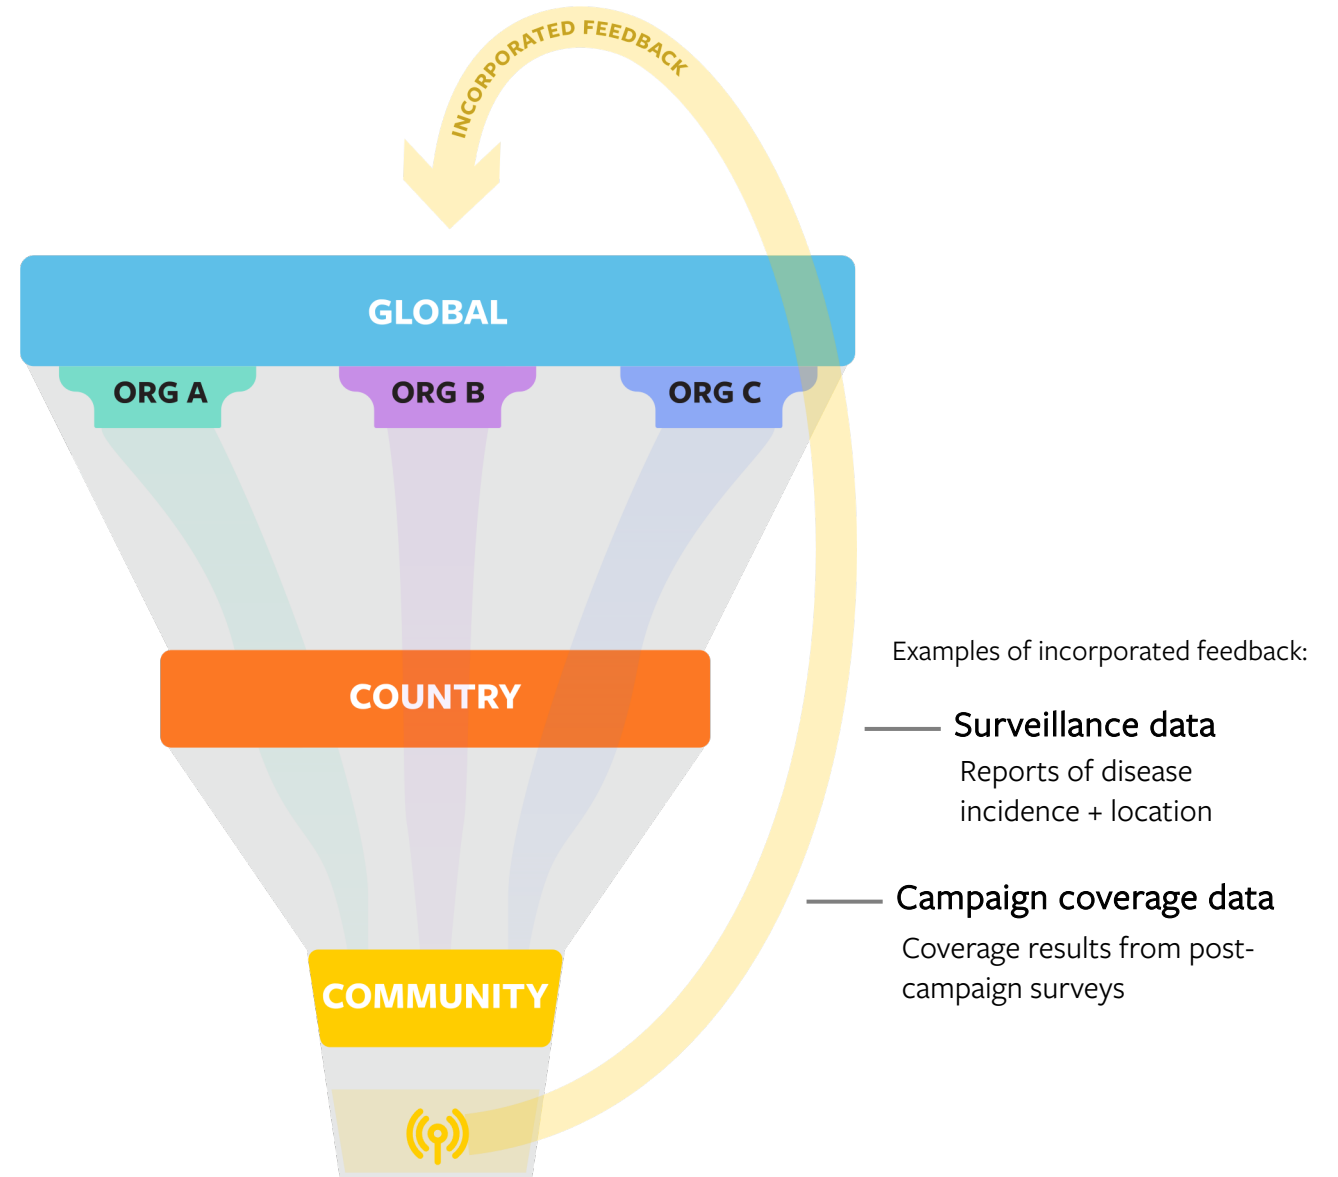 INCORPORATED FEEDBACK
GLOBAL
ORG A
ORG B
ORG C
COUNTRY
Examples of incorporated feedback:
Surveillance data
Reports of disease
incidence + location
Campaign coverage data
Coverage results from post-
campaign surveys
COMMUNITY